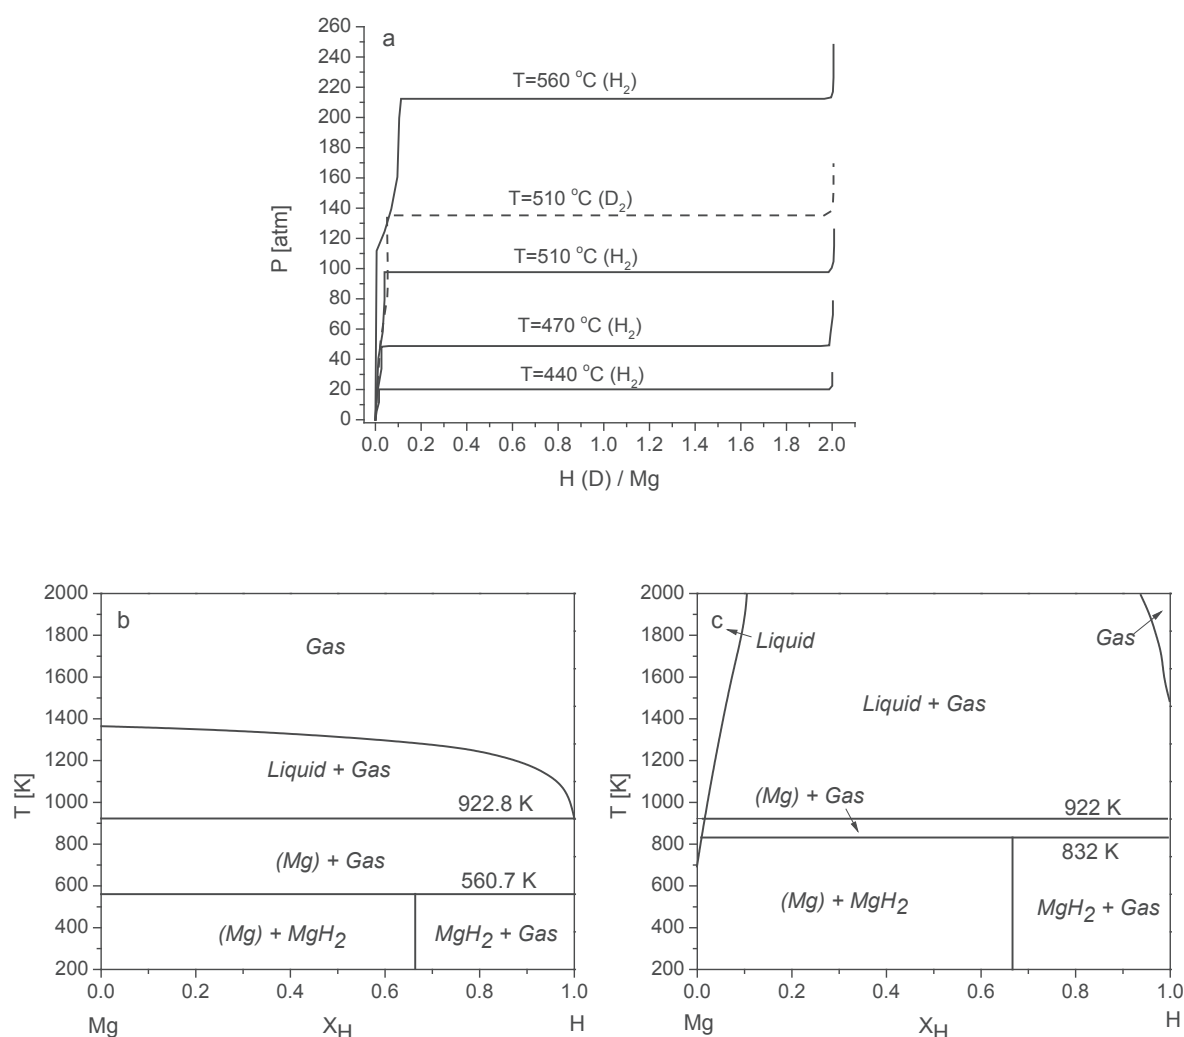 a
260
240
220
200
180
160
140
120
100
80
60
40
20
0
P [atm]
T=560 °C (H₂)
T=510 °C (D₂)
T=510 °C (H₂)
T=470 °C (H₂)
T=440 °C (H₂)
0.0 0.2 0.4 0.6 0.8 1.0 1.2 1.4 1.6 1.8 2.0
H (D) / Mg
b
2000
1800
1600
1400
1200
1000
800
600
400
200
T [K]
Gas
Liquid + Gas
922.8 K
(Mg) + Gas
560.7 K
(Mg) + MgH₂
MgH₂ + Gas
0.0 0.2 0.4 0.6 0.8 1.0
Mg
X_H
H
c
2000
1800
1600
1400
1200
1000
800
600
400
200
T [K]
Liquid
Gas
Liquid + Gas
(Mg) + Gas
922 K
832 K
(Mg) + MgH₂
MgH₂ + Gas
0.0 0.2 0.4 0.6 0.8 1.0
Mg
X_H
H